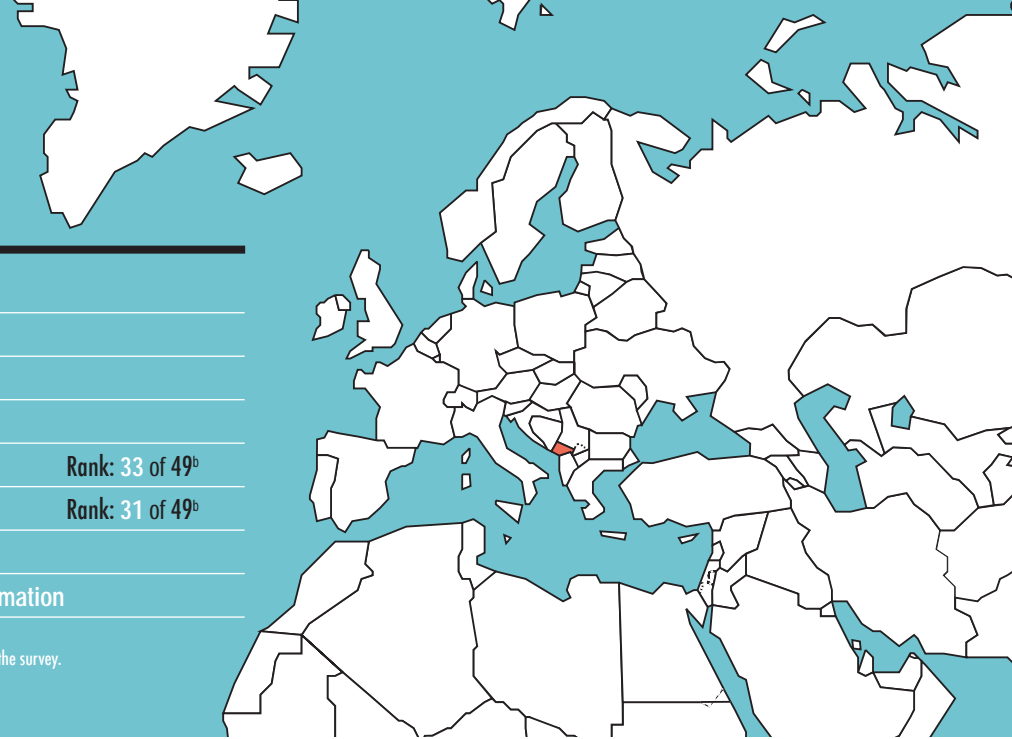 Rank: 33 of 49ᵇ
Rank: 31 of 49ᵇ
mation
the survey.